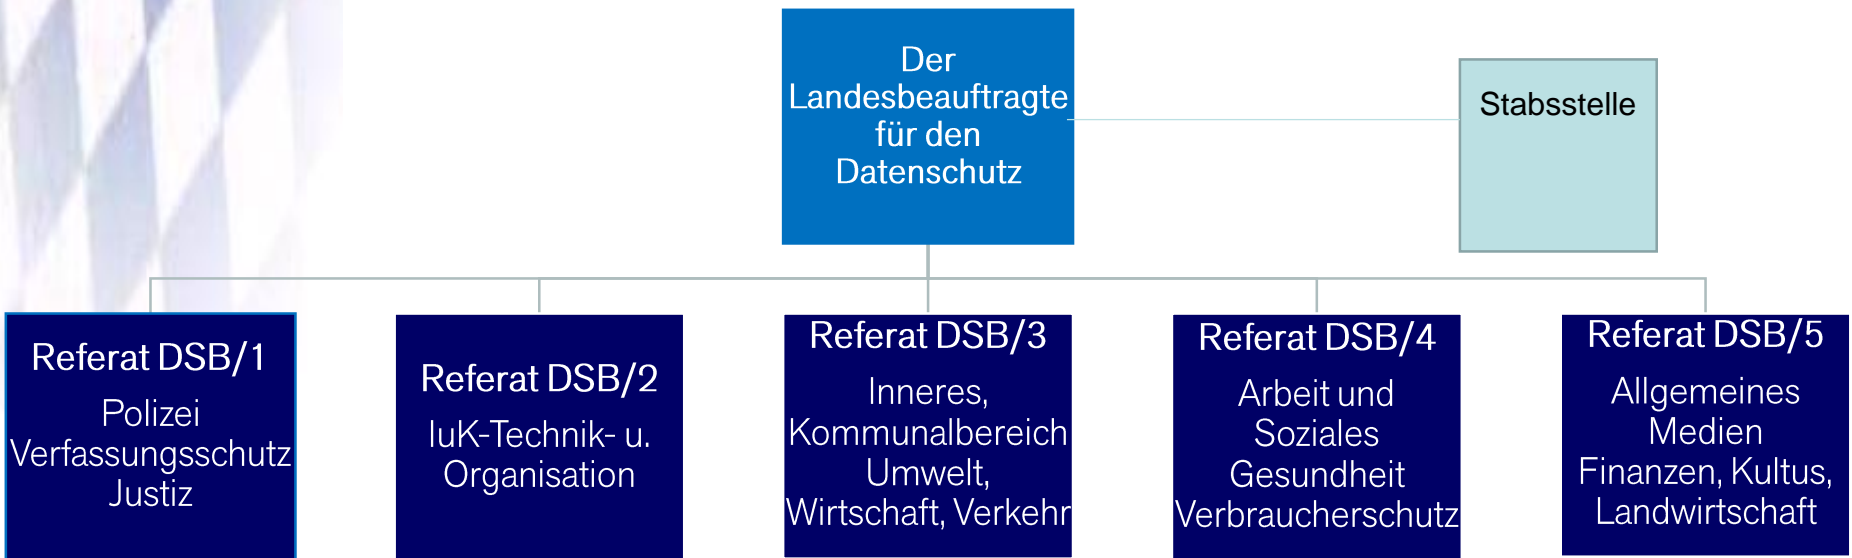 Der
Landesbeauftragte
für den
Datenschutz
Stabsstelle
Referat DSB/1
Polizei
Verfassungsschutz
Justiz
Referat DSB/2
IuK-Technik- u.
Organisation
Referat DSB/3
Inneres,
Kommunalbereich
Umwelt,
Wirtschaft, Verkehr
Referat DSB/4
Arbeit und
Soziales
Gesundheit
Verbraucherschutz
Referat DSB/5
Allgemeines
Medien
Finanzen, Kultus,
Landwirtschaft